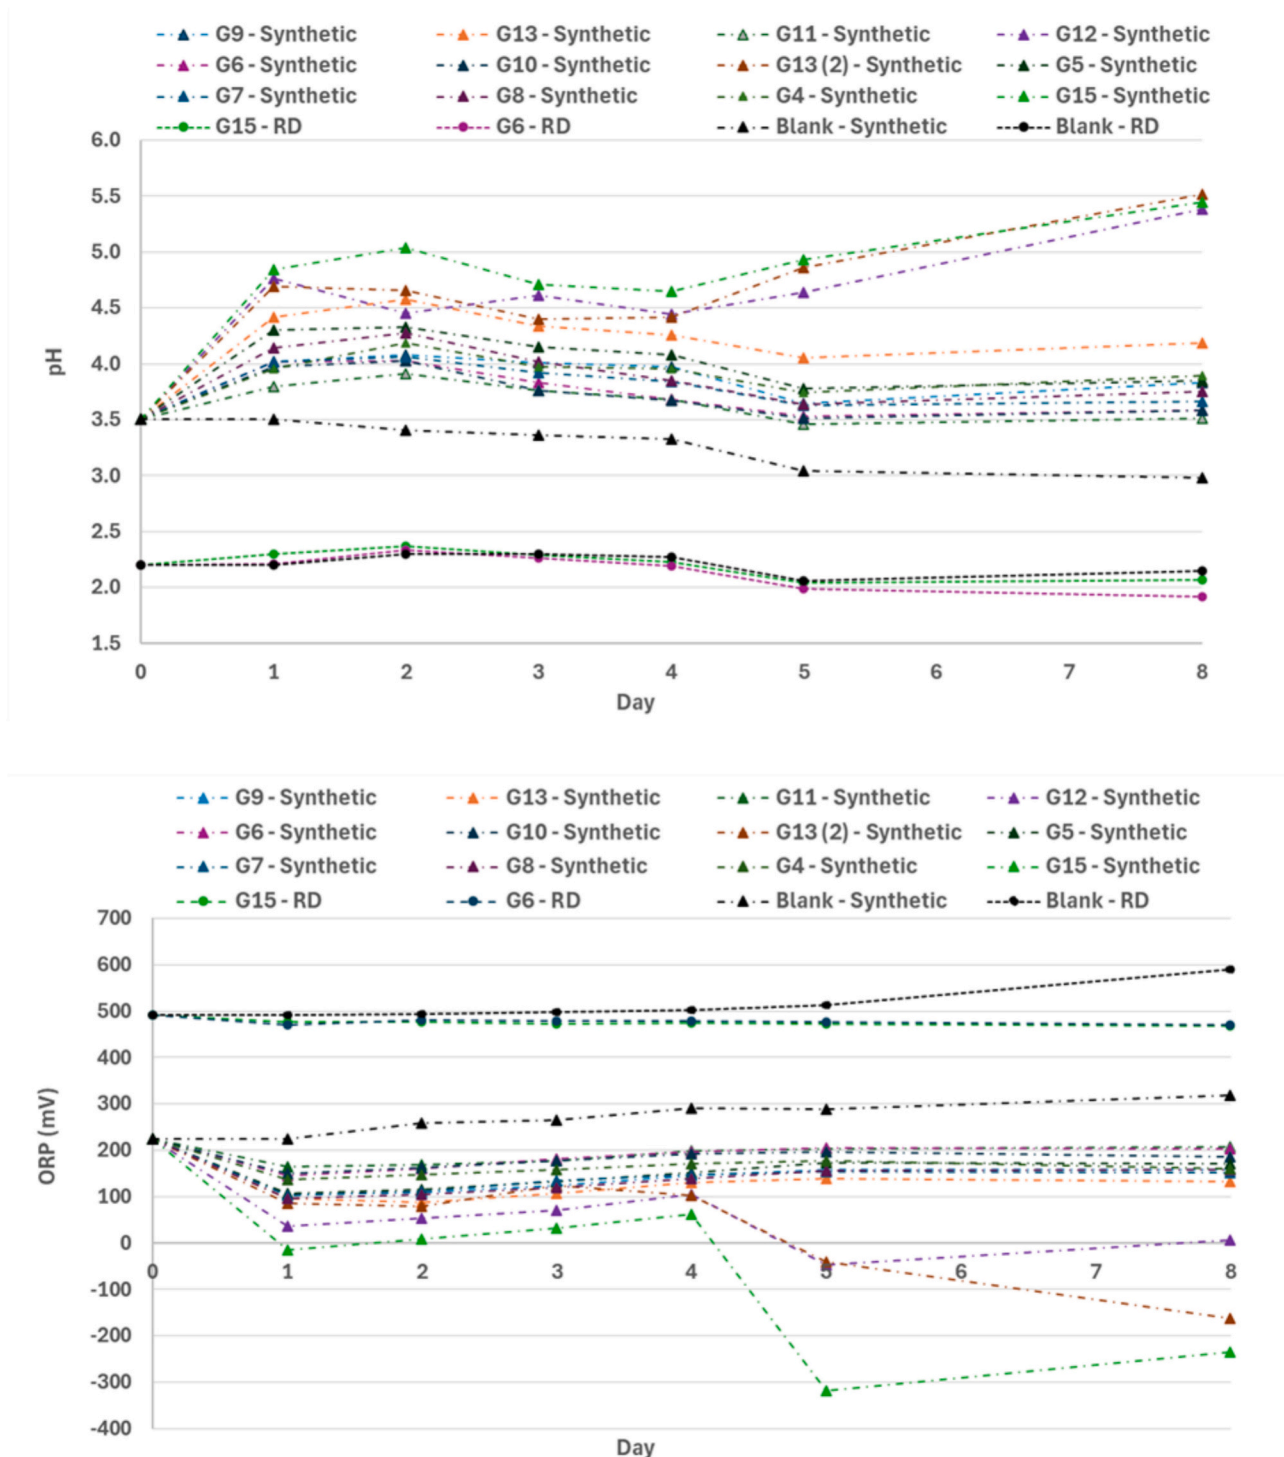 G9 - Synthetic G13 - Synthetic G11 - Synthetic G12 - Synthetic
G6 - Synthetic G10 - Synthetic G13 (2) - Synthetic G5 - Synthetic
G7 - Synthetic G8 - Synthetic G4 - Synthetic G15 - Synthetic
G15 - RD G6 - RD Blank - Synthetic Blank - RD
6.0
5.5
5.0
4.5
4.0
3.5
3.0
2.5
2.0
1.5
pH
0 1 2 3 4 5 6 7 8
Day
G9 - Synthetic G13 - Synthetic G11 - Synthetic G12 - Synthetic
G6 - Synthetic G10 - Synthetic G13 (2) - Synthetic G5 - Synthetic
G7 - Synthetic G8 - Synthetic G4 - Synthetic G15 - Synthetic
G15 - RD G6 - RD Blank - Synthetic Blank - RD
700
600
500
400
300
200
100
0
-100
-200
-300
-400
ORP (mV)
0 1 2 3 4 5 6 7 8
Day